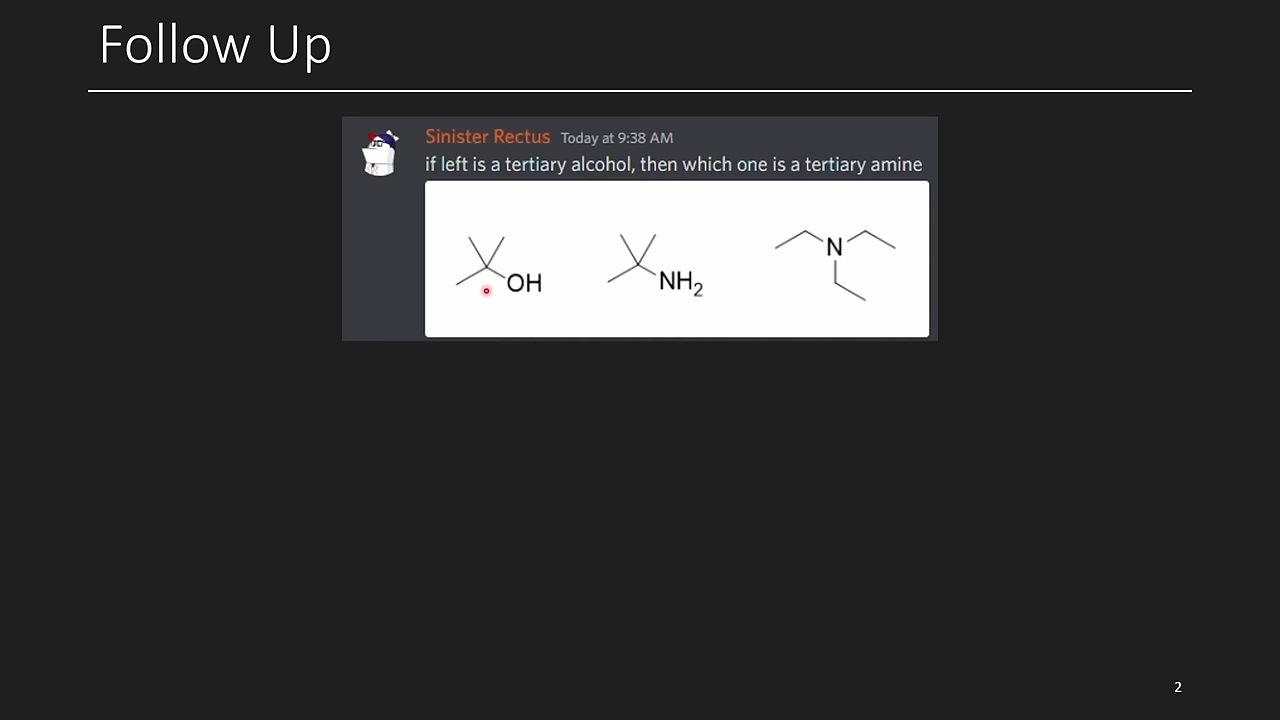 Follow Up
Sinister Rectus Today at 9:38 AM
if left is a tertiary alcohol, then which one is a tertiary amine
OH
NH₂
N
2